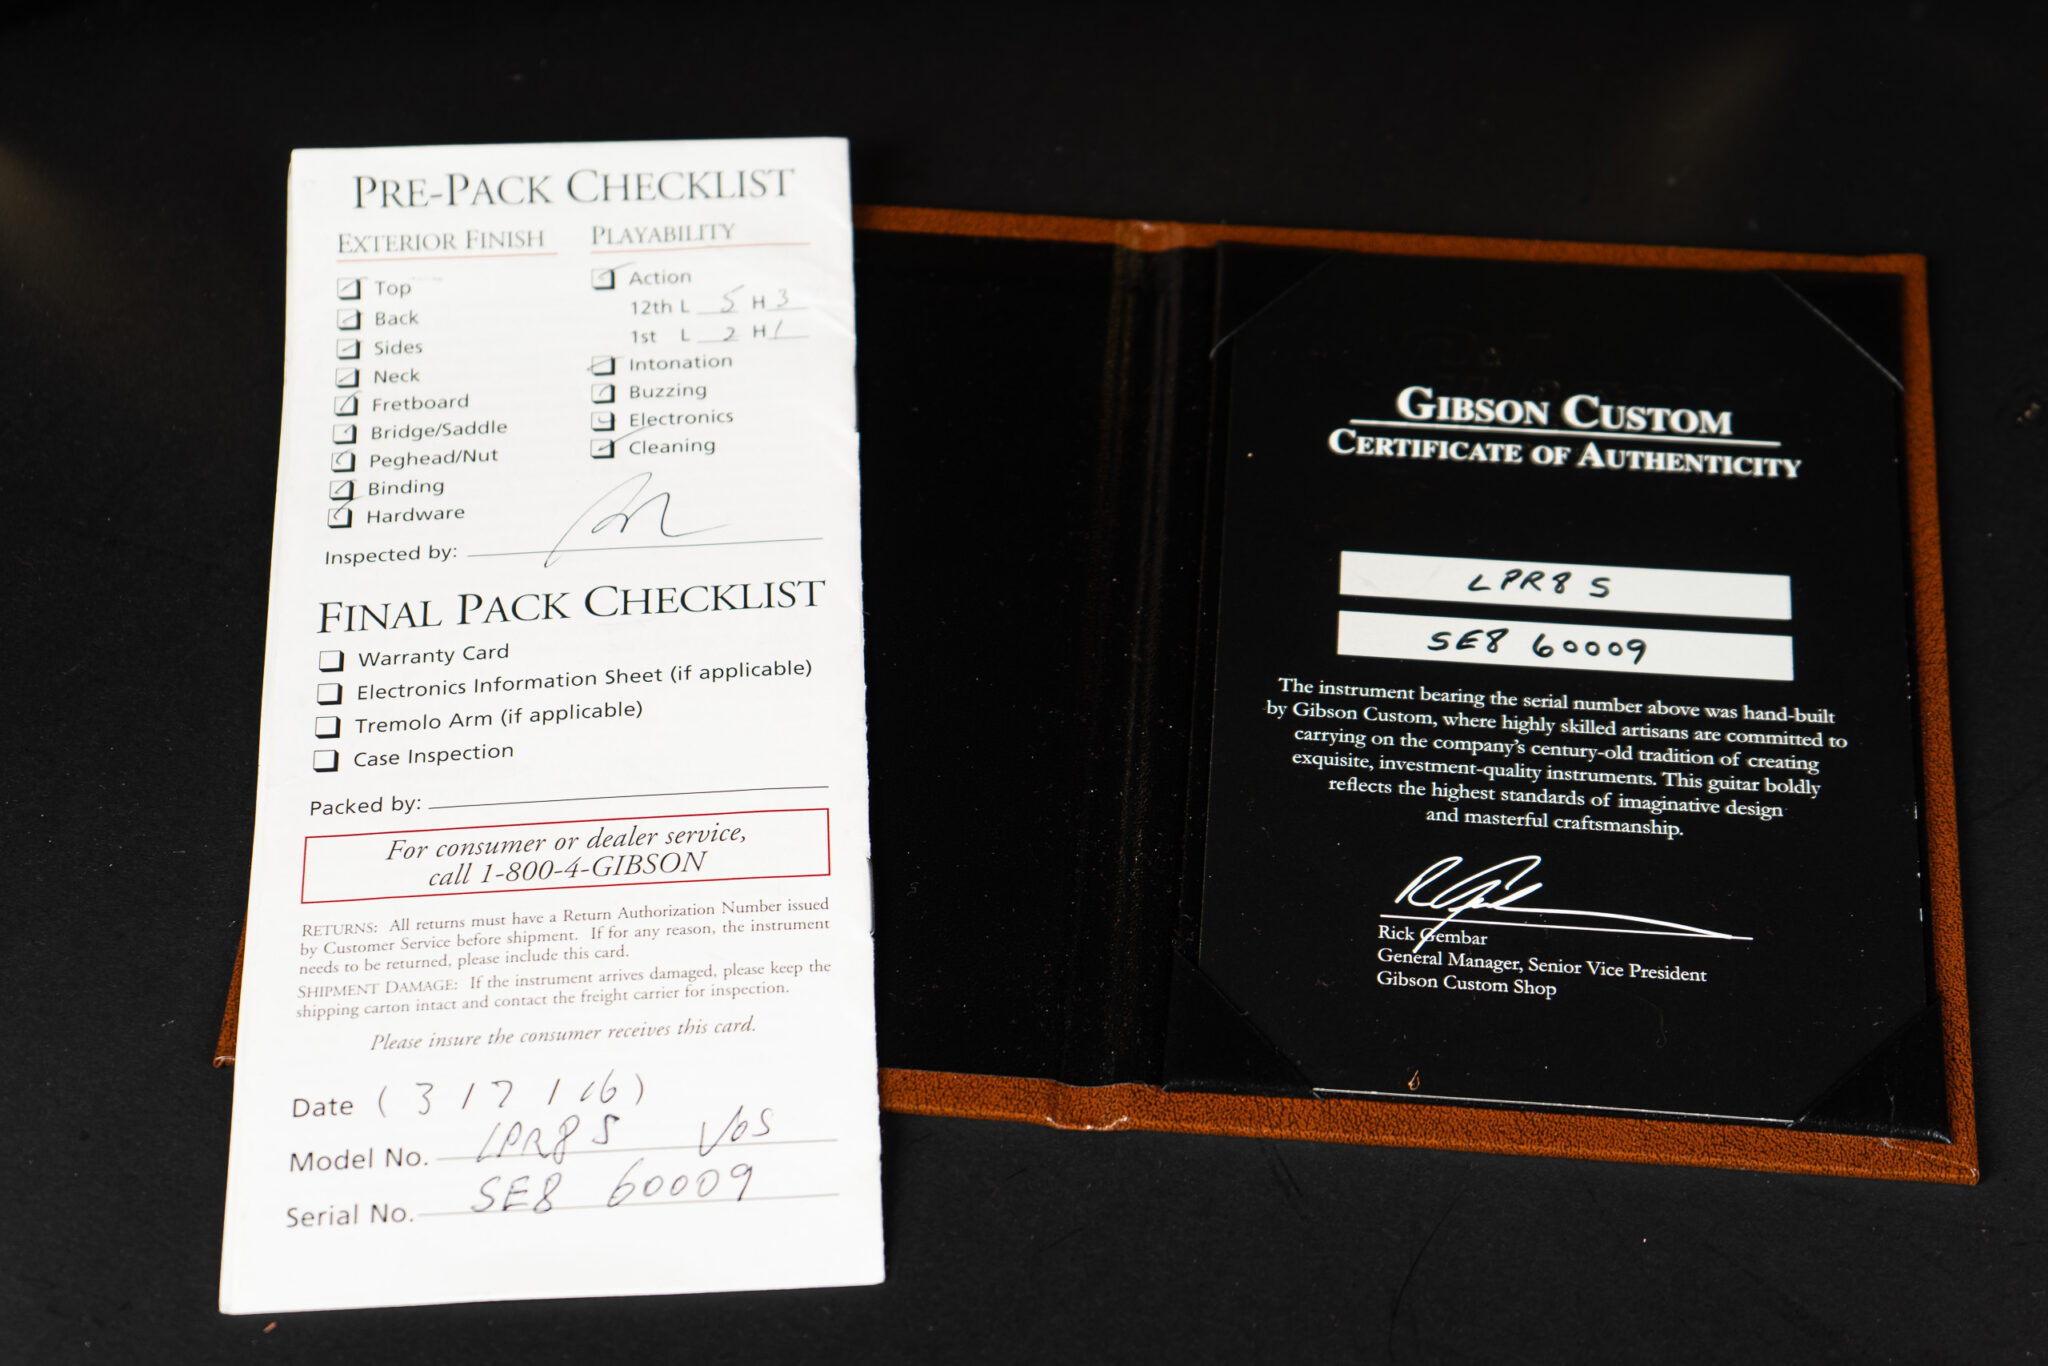 PRE-PACK CHECKLIST
EXTERIOR FINISH
Top
Back
Sides
Neck
Fretboard
Bridge/Saddle
Peghead/Nut
Binding
Hardware
PLAYABILITY
Action
12th L 5 H 3
1st L 2 H 1
Intonation
Buzzing
Electronics
Cleaning
Inspected by:
FINAL PACK CHECKLIST
Warranty Card
Electronics Information Sheet (if applicable)
Tremolo Arm (if applicable)
Case Inspection
Packed by:
For consumer or dealer service,
call 1-800-4-GIBSON
RETURNS: All returns must have a Return Authorization Number issued
by Customer Service before shipment. If for any reason, the instrument
needs to be returned, please include this card.
SHIPMENT DAMAGE: If the instrument arrives damaged, please keep the
shipping carton intact and contact the freight carrier for inspection.
Please insure the consumer receives this card.
Date ( 3 / 7 / 16 )
Model No. LPR8 S VOS
Serial No. SE8 60009
GIBSON CUSTOM
CERTIFICATE OF AUTHENTICITY
LPR8 S
SE8 60009
The instrument bearing the serial number above was hand-built
by Gibson Custom, where highly skilled artisans are committed to
carrying on the company's century-old tradition of creating
exquisite, investment-quality instruments. This guitar boldly
reflects the highest standards of imaginative design
and masterful craftsmanship.
Rick Gembar
General Manager, Senior Vice President
Gibson Custom Shop